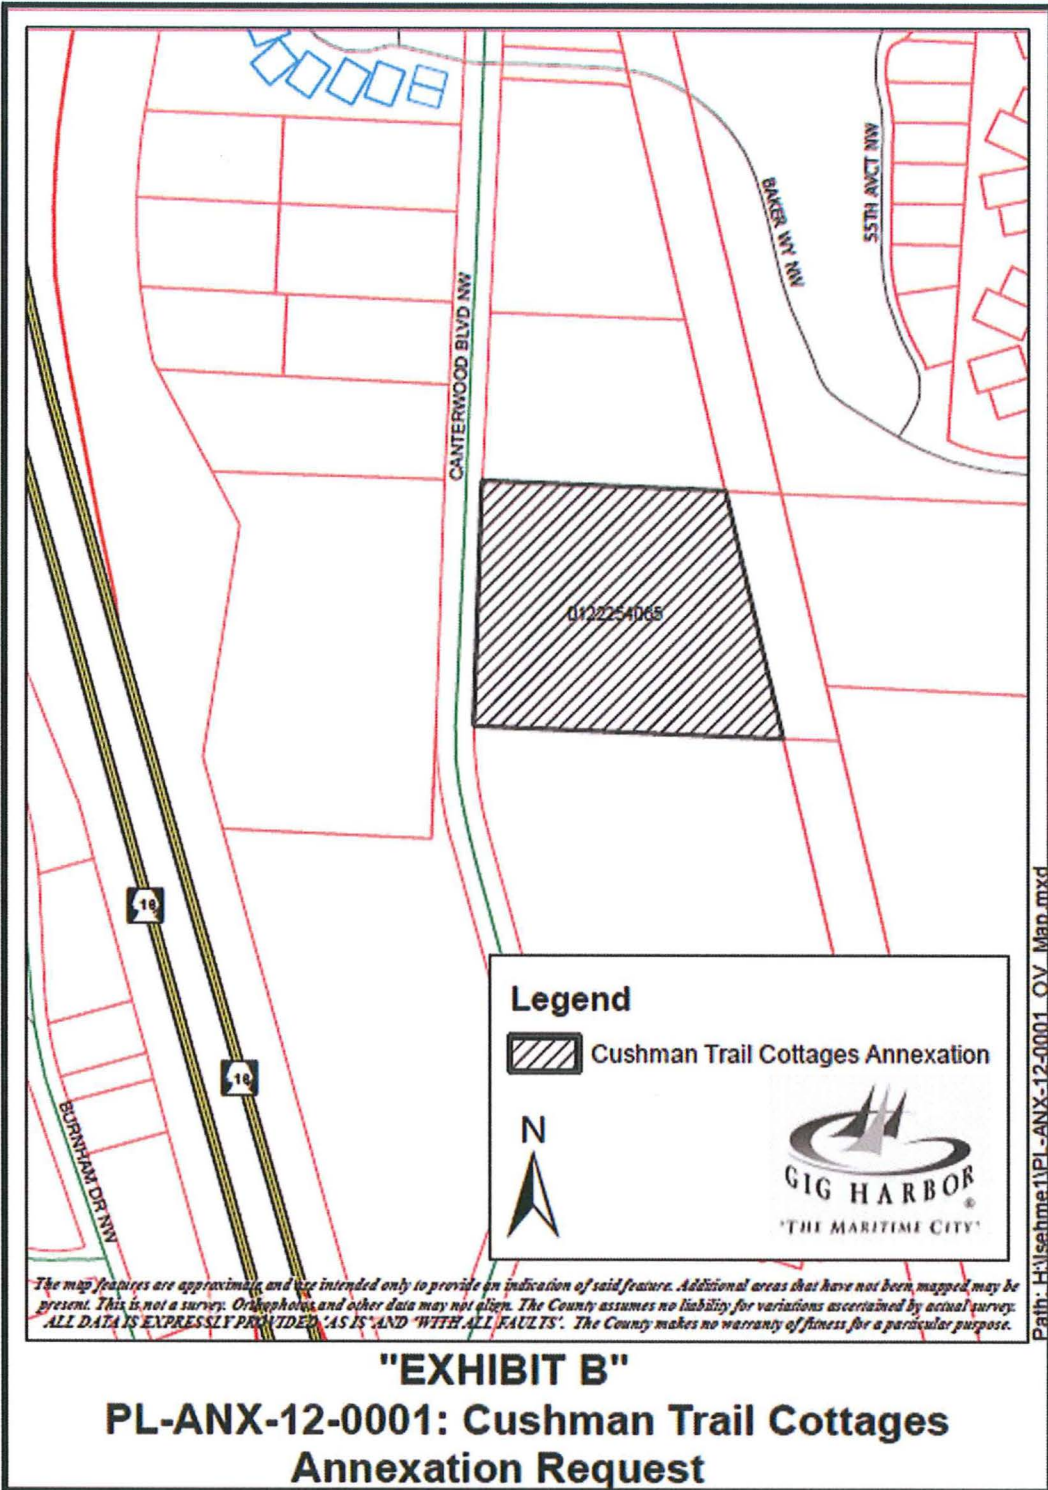 BAKER WY NW
55TH AVCT NW
CANTERWOOD BLVD NW
0122254065
16
16
BURNHAM DR NW
Legend
Cushman Trail Cottages Annexation
N
GIG HARBOR
®
"THE MARITIME CITY"
The map features are approximate and are intended only to provide an indication of said feature. Additional areas that have not been mapped may be
present. This is not a survey. Orthophotos and other data may not align. The County assumes no liability for variations ascertained by actual survey.
ALL DATA IS EXPRESSLY PROVIDED 'AS IS' AND 'WITH ALL FAULTS'. The County makes no warranty of fitness for a particular purpose.
Path: H:\lsehme1\PL-ANX-12-0001_OV_Map.mxd
"EXHIBIT B"
PL-ANX-12-0001: Cushman Trail Cottages
Annexation Request